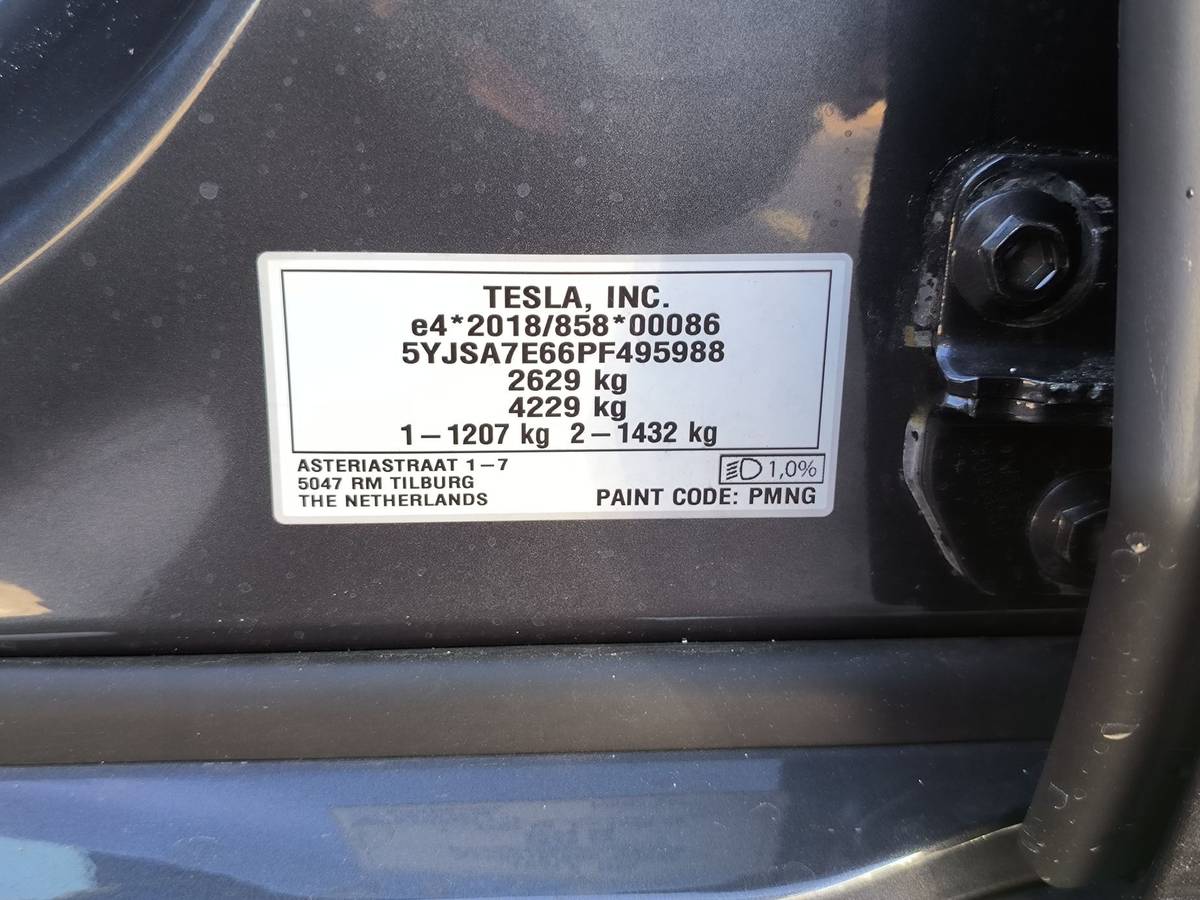 TESLA, INC.
e4*2018/858*00086
5YJSA7E66PF495988
2629 kg
4229 kg
1–1207 kg 2–1432 kg
ASTERIASTRAAT 1–7
5047 RM TILBURG
THE NETHERLANDS
1,0%
PAINT CODE: PMNG